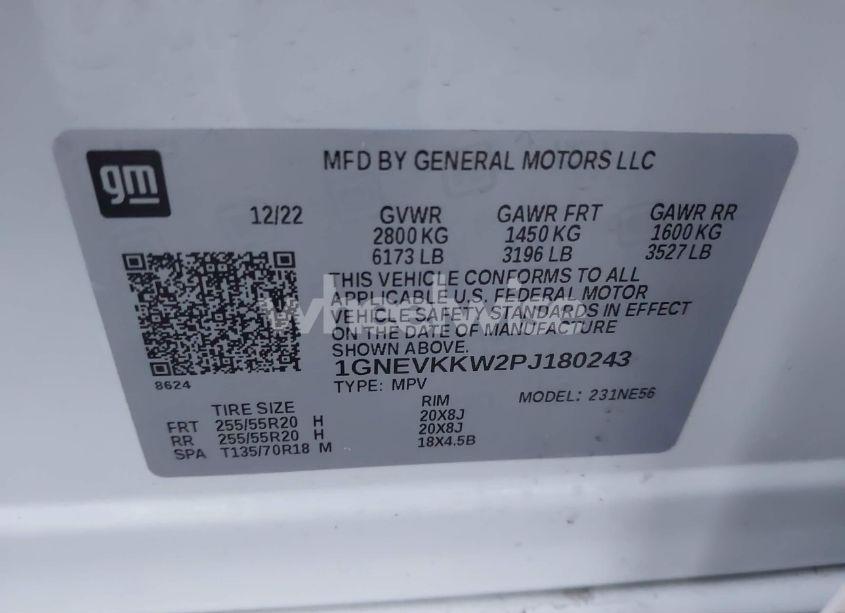 gm
MFD BY GENERAL MOTORS LLC
12/22 GVWR GAWR FRT GAWR RR
2800 KG 1450 KG 1600 KG
6173 LB 3196 LB 3527 LB
THIS VEHICLE CONFORMS TO ALL
APPLICABLE U.S. FEDERAL MOTOR
VEHICLE SAFETY STANDARDS IN EFFECT
ON THE DATE OF MANUFACTURE
SHOWN ABOVE.
1GNEVKKW2PJ180243
8624
TYPE: MPV MODEL: 231NE56
TIRE SIZE RIM
FRT 255/55R20 H 20X8J
RR 255/55R20 H 20X8J
SPA T135/70R18 M 18X4.5B